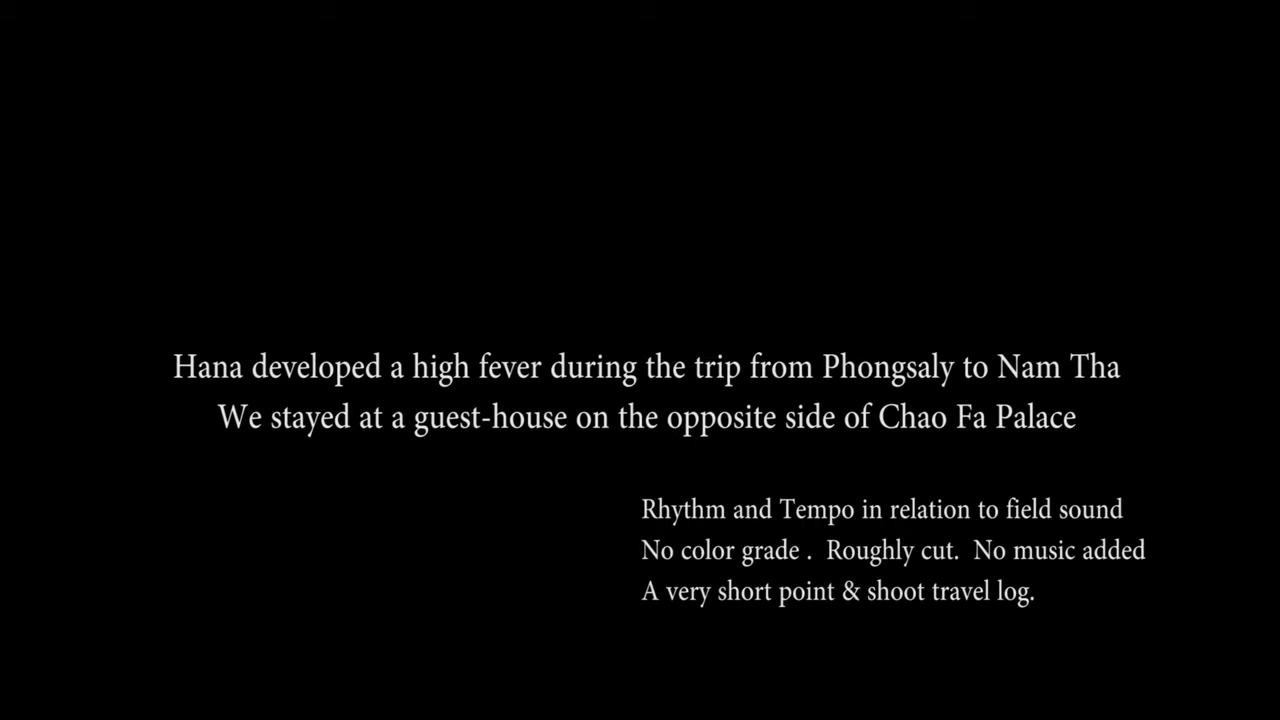 Hana developed a high fever during the trip from Phongsaly to Nam Tha
We stayed at a guest-house on the opposite side of Chao Fa Palace
Rhythm and Tempo in relation to field sound
No color grade .  Roughly cut.  No music added
A very short point & shoot travel log.